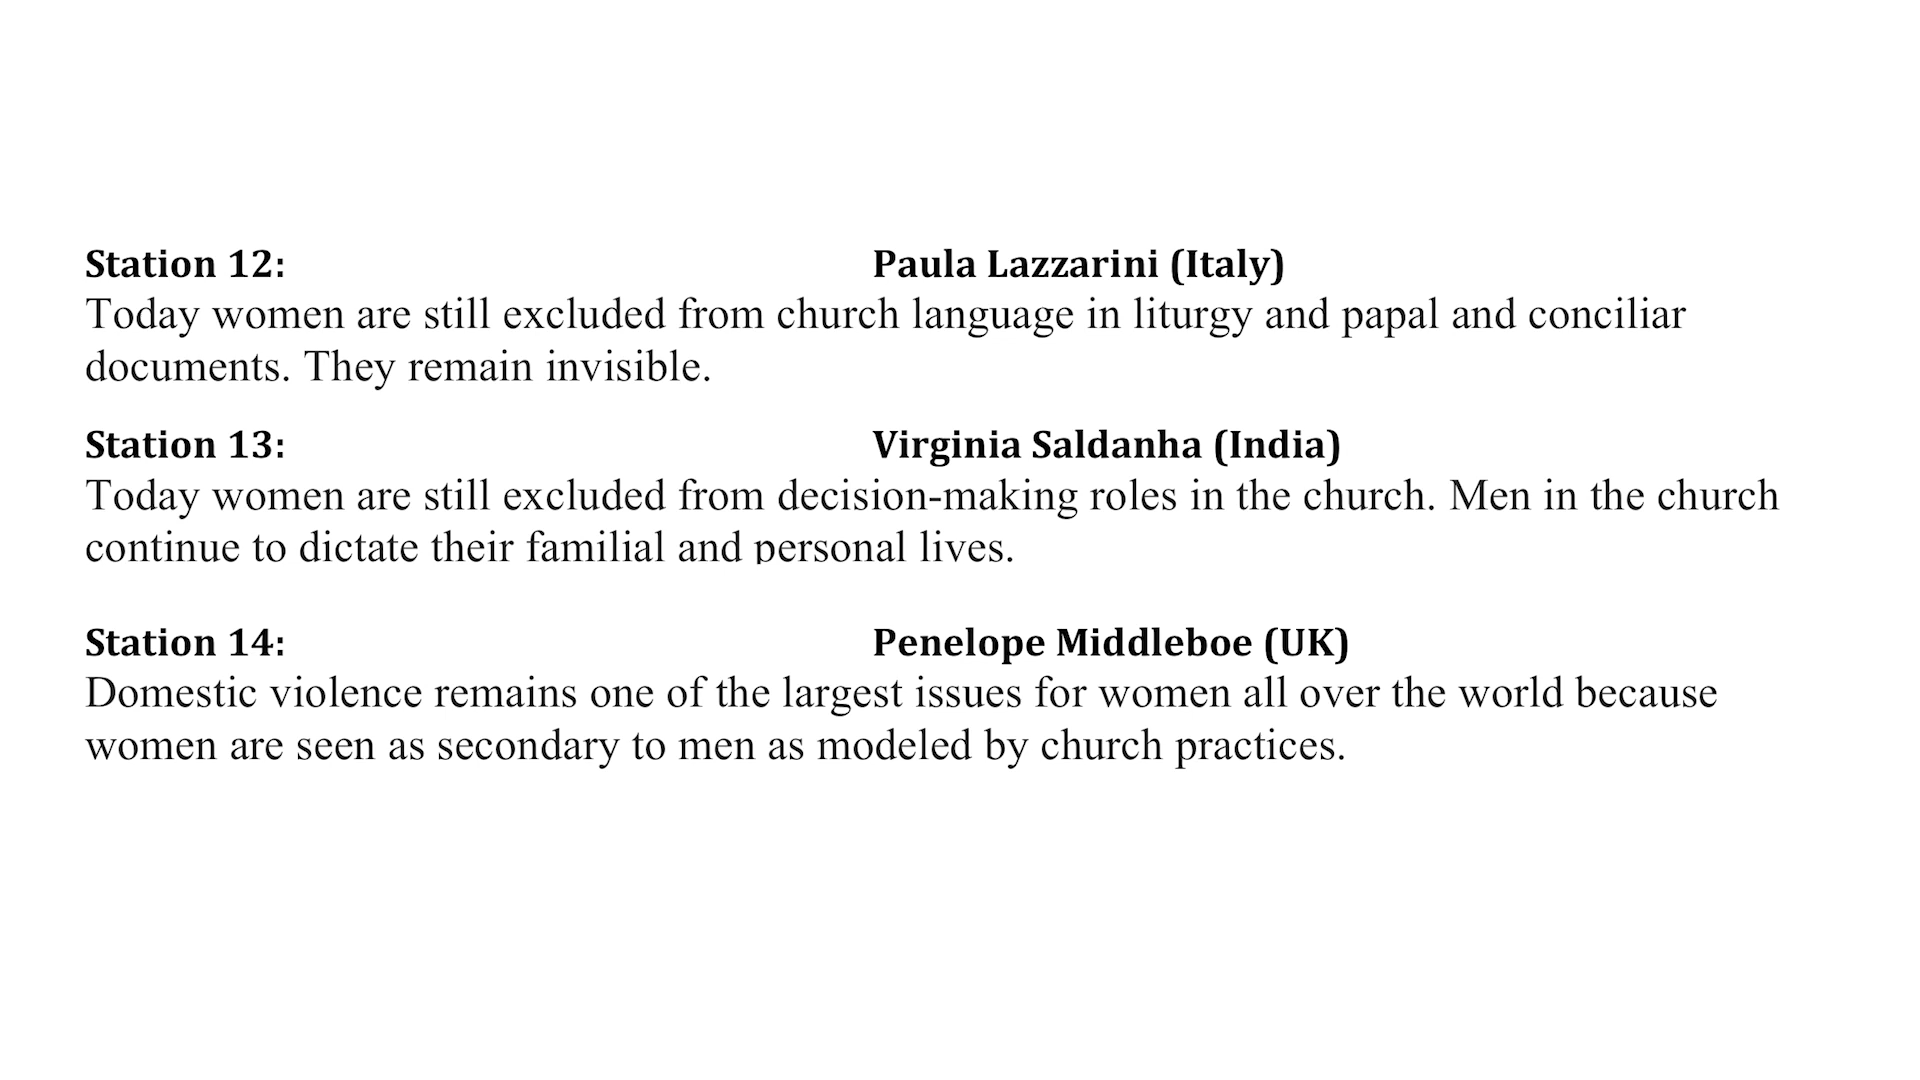 Station 12: Paula Lazzarini (Italy)
Today women are still excluded from church language in liturgy and papal and conciliar
documents. They remain invisible.
Station 13: Virginia Saldanha (India)
Today women are still excluded from decision-making roles in the church. Men in the church
continue to dictate their familial and personal lives.
Station 14: Penelope Middleboe (UK)
Domestic violence remains one of the largest issues for women all over the world because
women are seen as secondary to men as modeled by church practices.